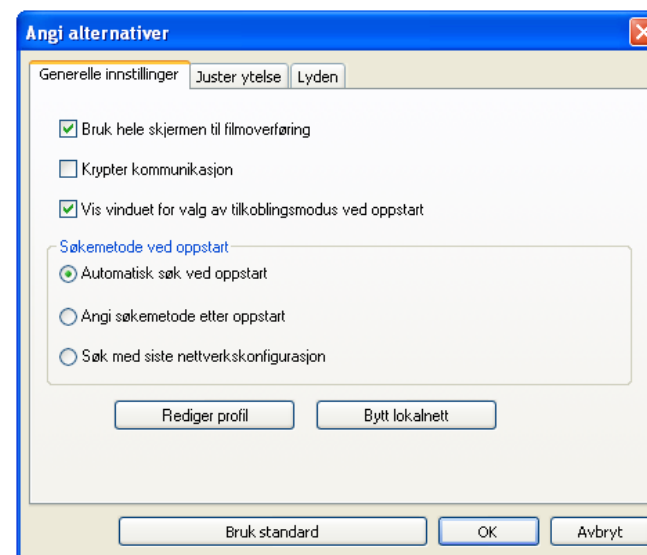 Angi alternativer
Generelle innstillinger Juster ytelse Lyden
Bruk hele skjermen til filmoverføring
Krypter kommunikasjon
Vis vinduet for valg av tilkoblingsmodus ved oppstart
Søkemetode ved oppstart
Automatisk søk ved oppstart
Angi søkemetode etter oppstart
Søk med siste nettverkskonfigurasjon
Rediger profil Bytt lokalnett
Bruk standard OK Avbryt